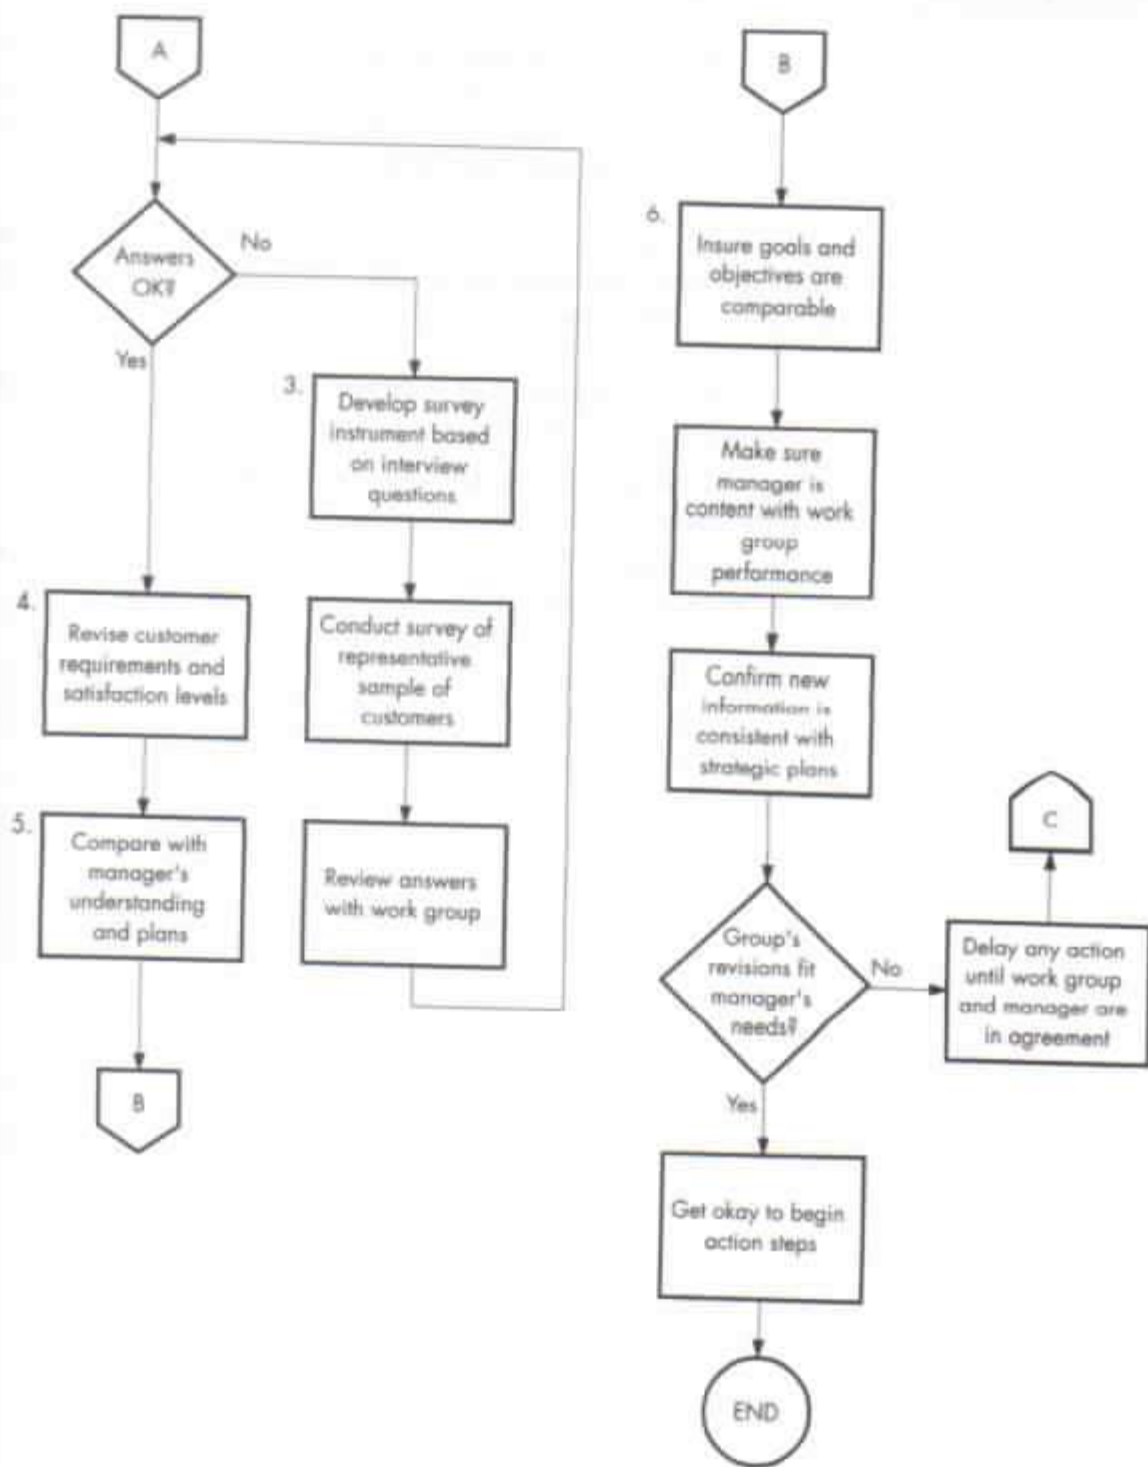 A
Answers
OK?
No
Yes
3.
Develop survey
instrument based
on interview
questions
Conduct survey of
representative
sample of
customers
Review answers
with work group
4.
Revise customer
requirements and
satisfaction levels
5.
Compare with
manager's
understanding
and plans
B
B
6.
Insure goals and
objectives are
comparable
Make sure
manager is
content with work
group
performance
Confirm new
information is
consistent with
strategic plans
Group's
revisions fit
manager's
needs?
No
Delay any action
until work group
and manager are
in agreement
C
Yes
Get okay to begin
action steps
END